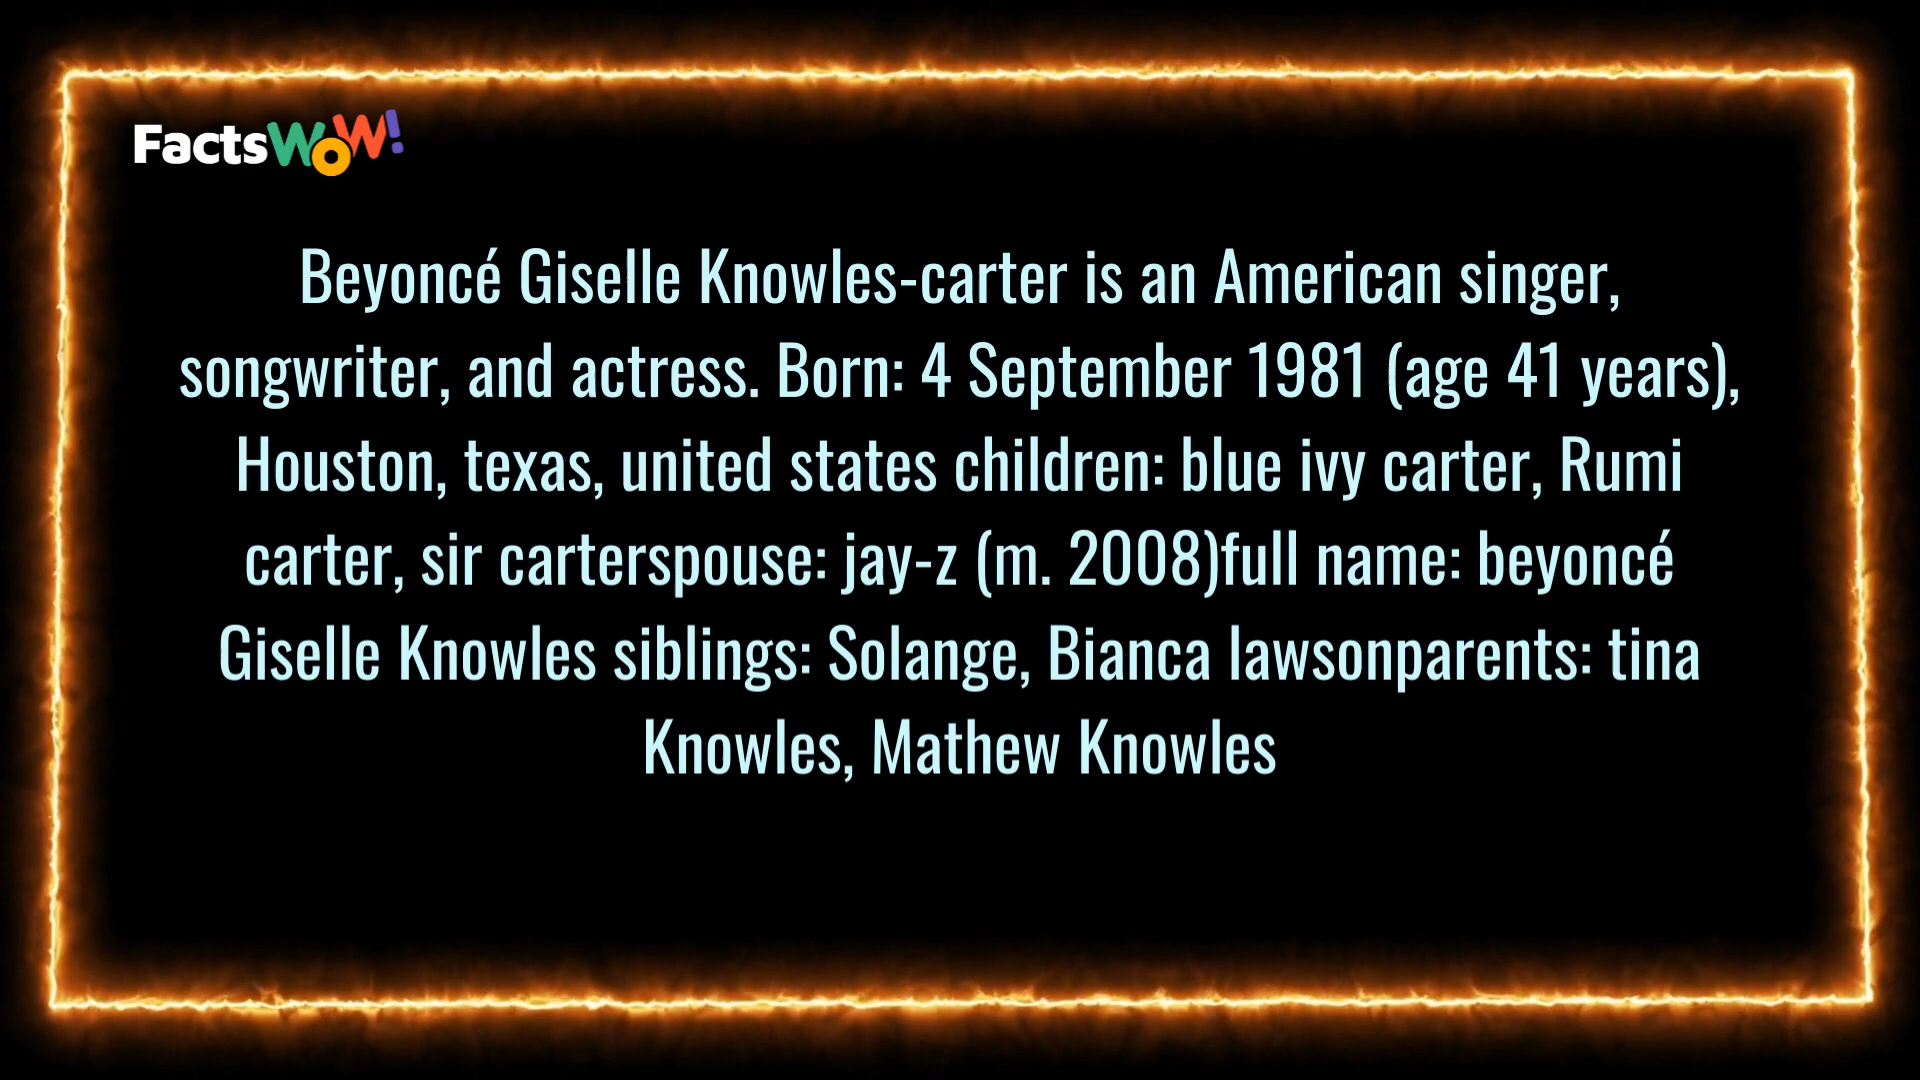 FactsWOW!
Beyoncé Giselle Knowles-carter is an American singer,
songwriter, and actress. Born: 4 September 1981 (age 41 years),
Houston, texas, united states children: blue ivy carter, Rumi
carter, sir carterspouse: jay-z (m. 2008)full name: beyoncé
Giselle Knowles siblings: Solange, Bianca lawsonparents: tina
Knowles, Mathew Knowles